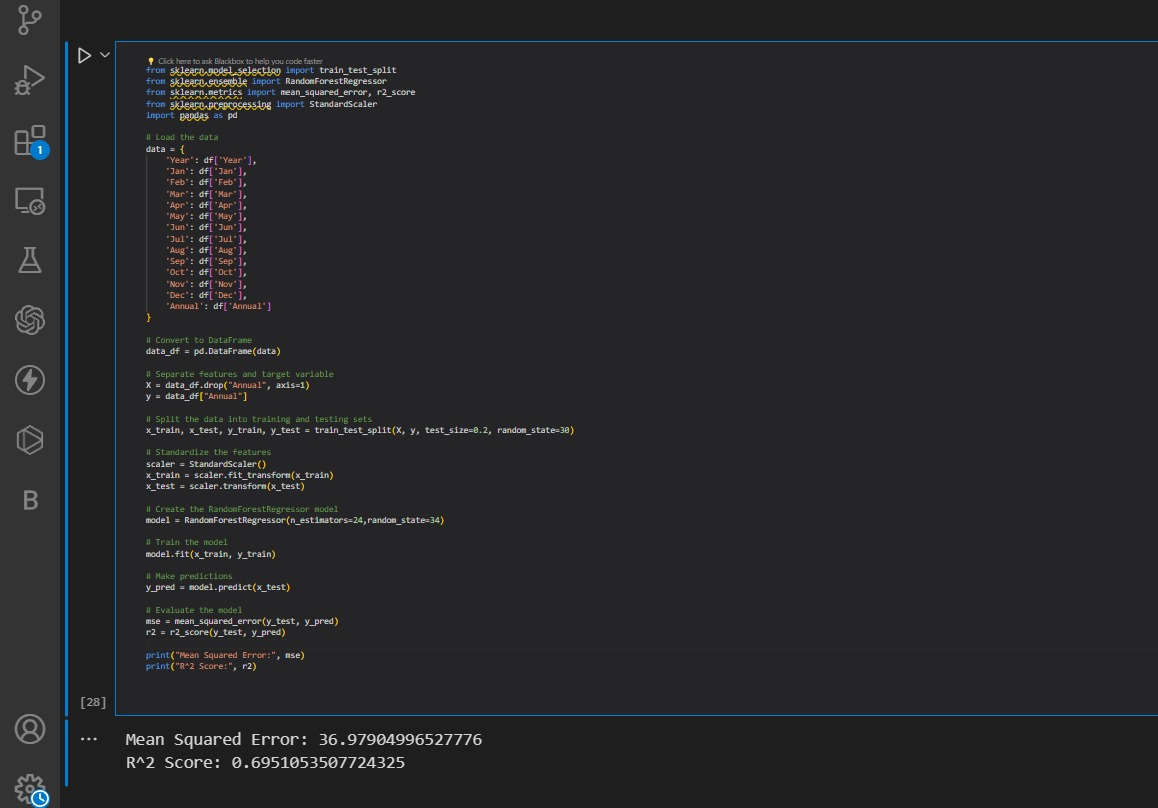 Click here to ask Blackbox to help you code faster
from sklearn.model_selection import train_test_split
from sklearn.ensemble import RandomForestRegressor
from sklearn.metrics import mean_squared_error, r2_score
from sklearn.preprocessing import StandardScaler
import pandas as pd
# Load the data
data = {
'Year': df['Year'],
'Jan': df['Jan'],
'Feb': df['Feb'],
'Mar': df['Mar'],
'Apr': df['Apr'],
'May': df['May'],
'Jun': df['Jun'],
'Jul': df['Jul'],
'Aug': df['Aug'],
'Sep': df['Sep'],
'Oct': df['Oct'],
'Nov': df['Nov'],
'Dec': df['Dec'],
'Annual': df['Annual']
}
# Convert to DataFrame
data_df = pd.DataFrame(data)
# Separate features and target variable
X = data_df.drop("Annual", axis=1)
y = data_df["Annual"]
# Split the data into training and testing sets
x_train, x_test, y_train, y_test = train_test_split(X, y, test_size=0.2, random_state=30)
# Standardize the features
scaler = StandardScaler()
x_train = scaler.fit_transform(x_train)
x_test = scaler.transform(x_test)
# Create the RandomForestRegressor model
model = RandomForestRegressor(n_estimators=24,random_state=34)
# Train the model
model.fit(x_train, y_train)
# Make predictions
y_pred = model.predict(x_test)
# Evaluate the model
mse = mean_squared_error(y_test, y_pred)
r2 = r2_score(y_test, y_pred)
print("Mean Squared Error:", mse)
print("R^2 Score:", r2)
[28]
1
B
... Mean Squared Error: 36.97904996527776
R^2 Score: 0.6951053507724325